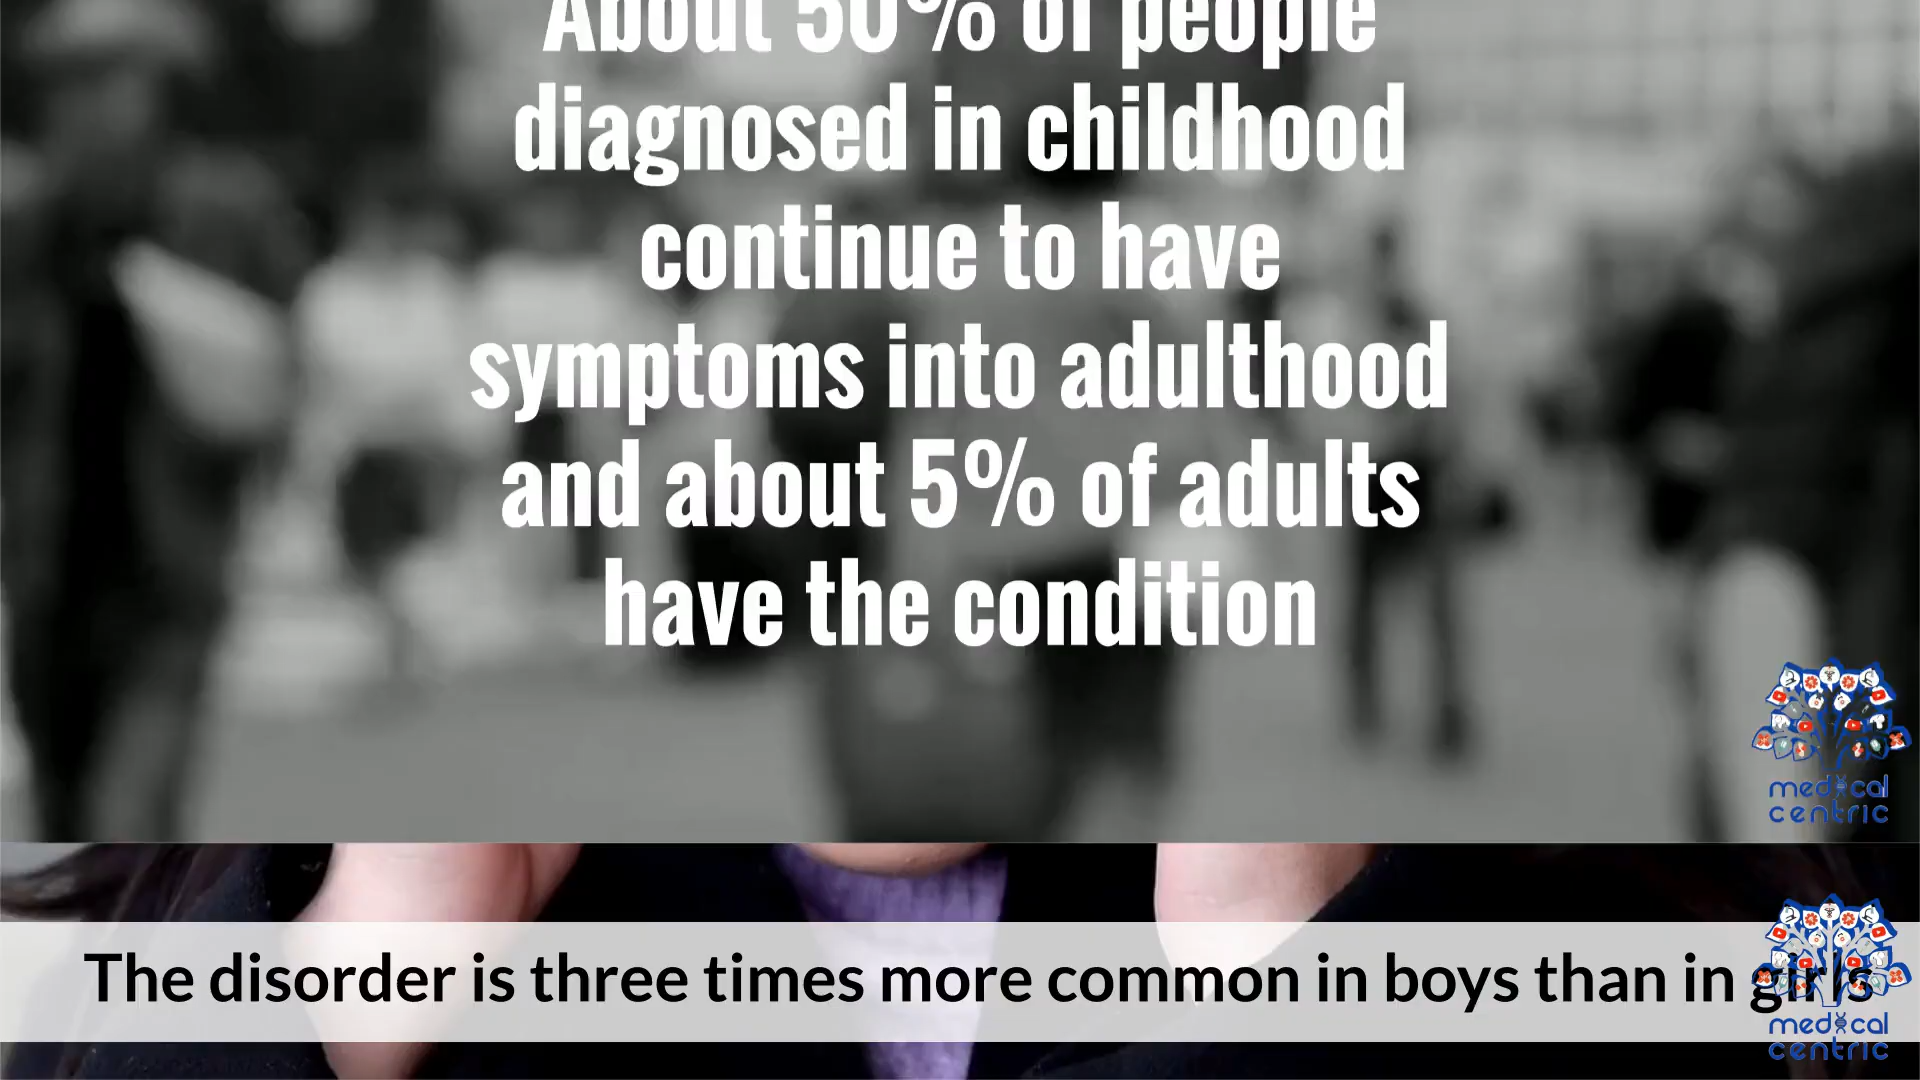 About 50% of people
diagnosed in childhood
continue to have
symptoms into adulthood
and about 5% of adults
have the condition
medical
centric
The disorder is three times more common in boys than in girls
medical
centric